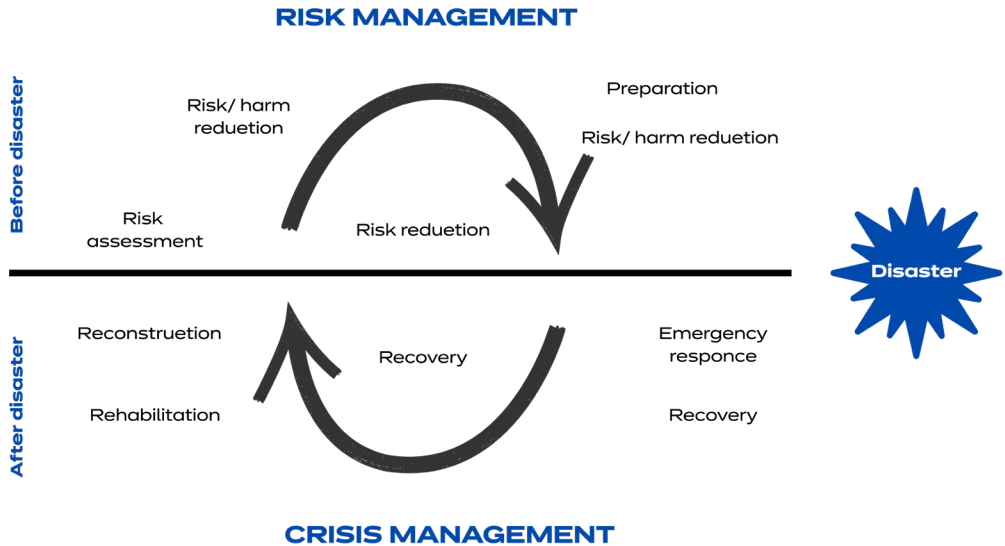 RISK MANAGEMENT
Before disaster
Risk/ harm
reduetion
Preparation
Risk/ harm reduetion
Risk
assessment
Risk reduetion
Disaster
After disaster
Reconstruetion
Recovery
Emergency
responce
Rehabilitation
Recovery
CRISIS MANAGEMENT